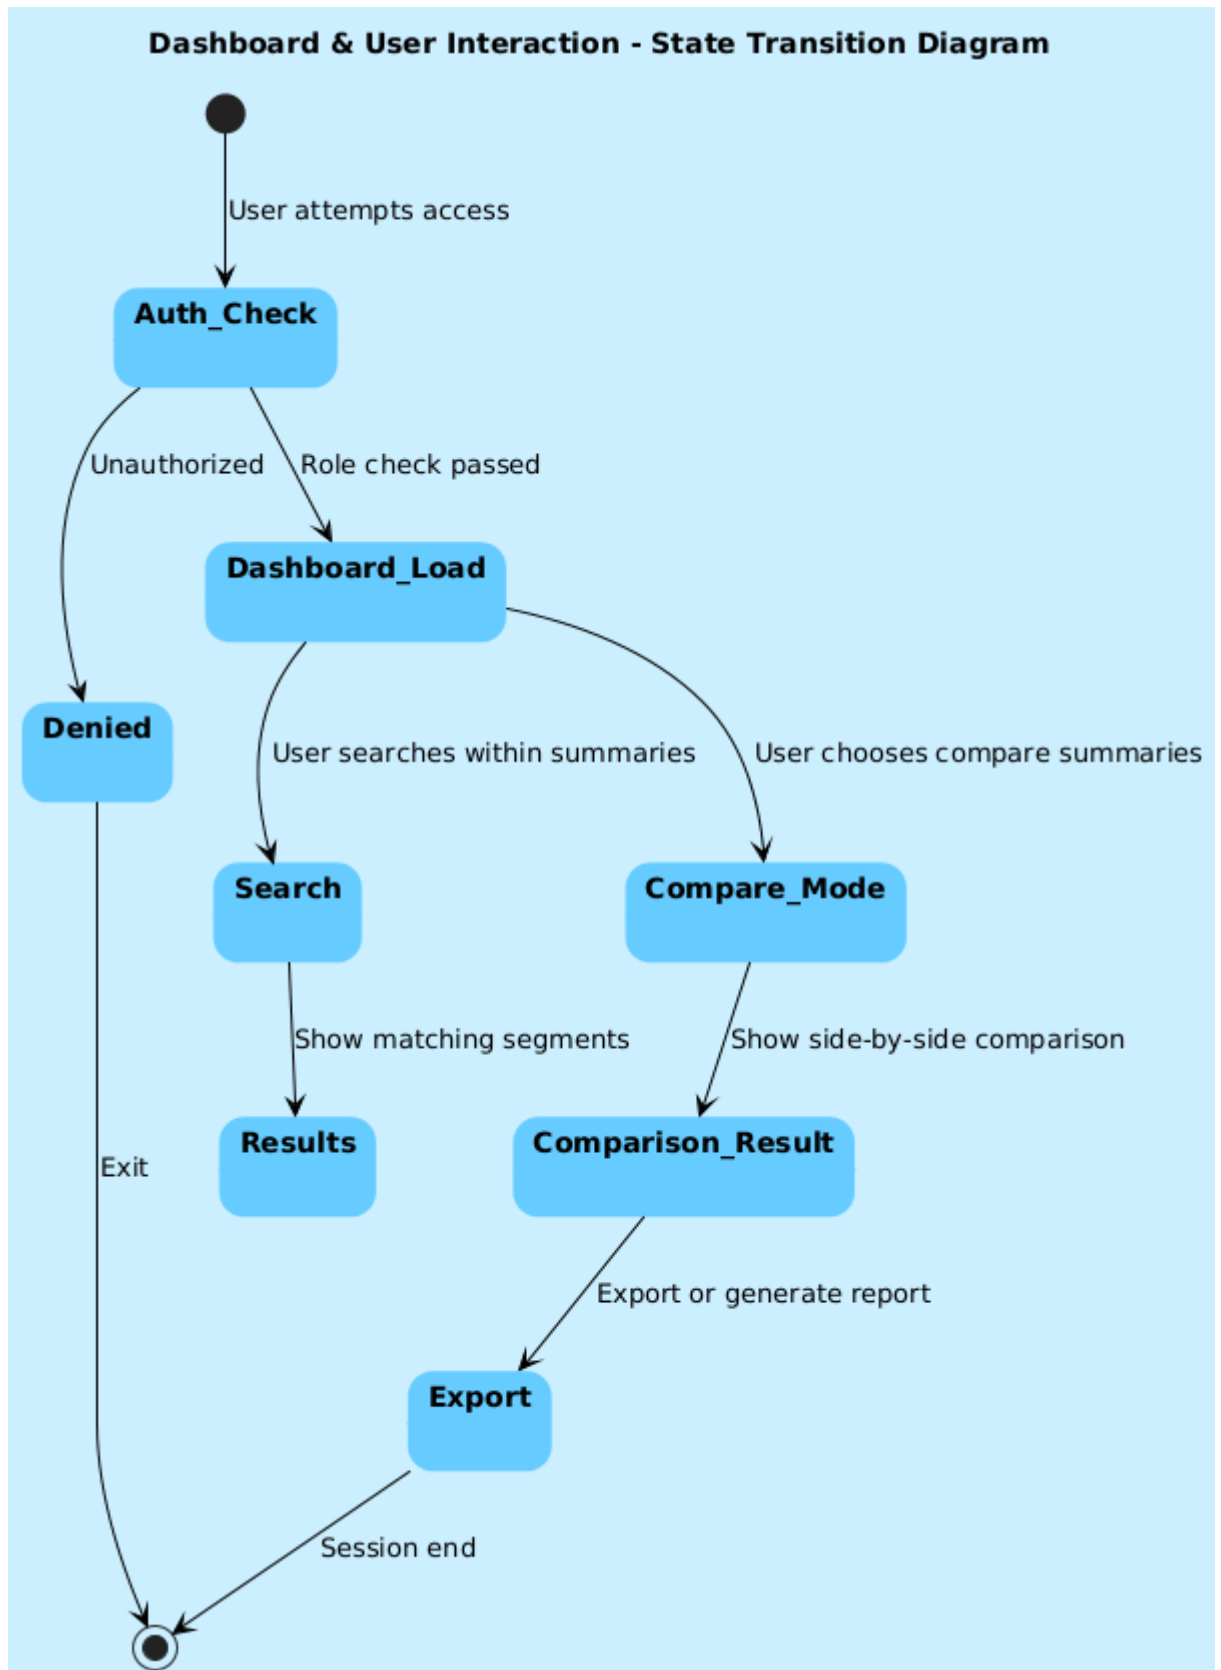 Dashboard & User Interaction - State Transition Diagram
User attempts access
Auth_Check
Unauthorized
Role check passed
Dashboard_Load
Denied
User searches within summaries
User chooses compare summaries
Search
Compare_Mode
Show matching segments
Show side-by-side comparison
Results
Comparison_Result
Exit
Export or generate report
Export
Session end